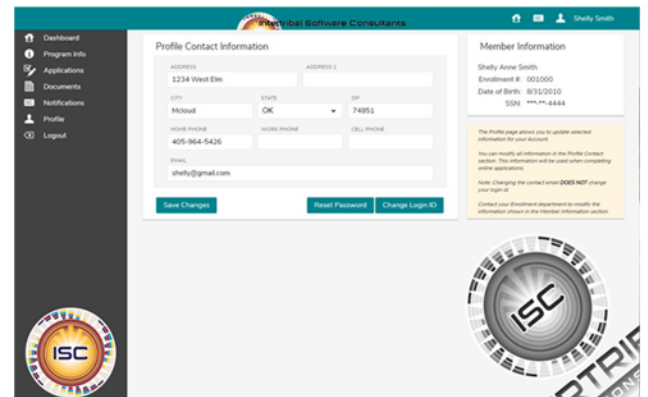 Intertribal Software Consultants
Shelly Smith
Dashboard
Program Info
Applications
Documents
Notifications
Profile
Logout
Profile Contact Information
ADDRESS ADDRESS 2
1234 West Elm
CITY STATE ZIP
Mcloud OK 74851
HOME PHONE WORK PHONE CELL PHONE
405-964-5426
EMAIL
shelly@gmail.com
Save Changes Reset Password Change Login ID
Member Information
Shelly Anne Smith
Enrollment #: 001000
Date of Birth: 8/31/2010
SSN: ***-**-4444
The Profile page allows you to update selected
information for your Account.
You can modify all information in the Profile Contact
section. This information will be used when completing
online applications.
Note: Changing the contact email DOES NOT change
your login id.
Contact your Enrollment department to modify the
information shown in the Member Information section.
ISC
ISC